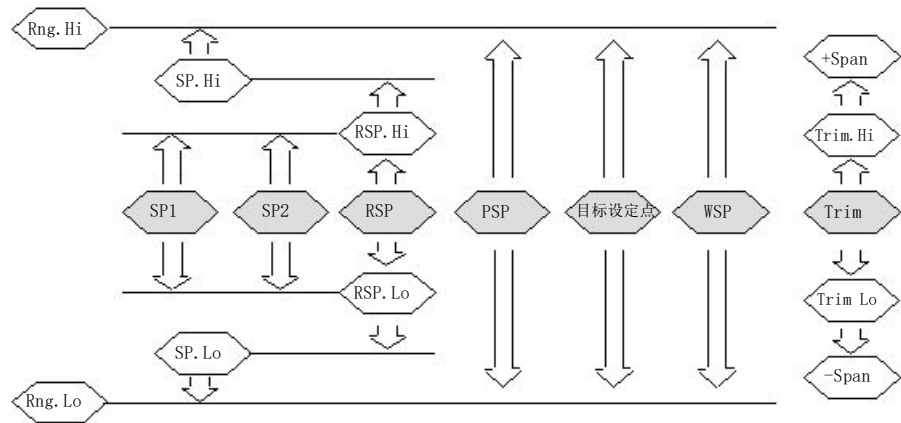 Rng.Hi
SP.Hi
+Span
RSP.Hi
Trim.Hi
SP1
SP2
RSP
PSP
目标设定点
WSP
Trim
RSP.Lo
Trim Lo
SP.Lo
-Span
Rng.Lo